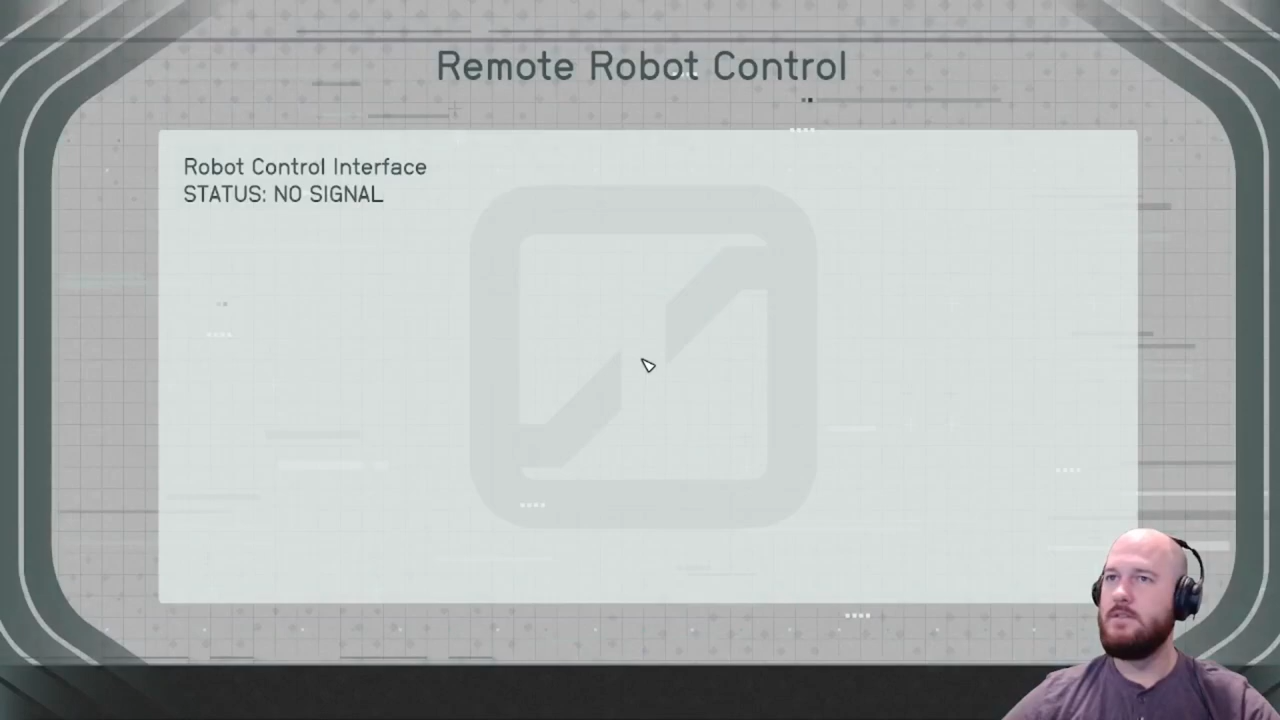 Remote Robot Control
Robot Control Interface
STATUS: NO SIGNAL